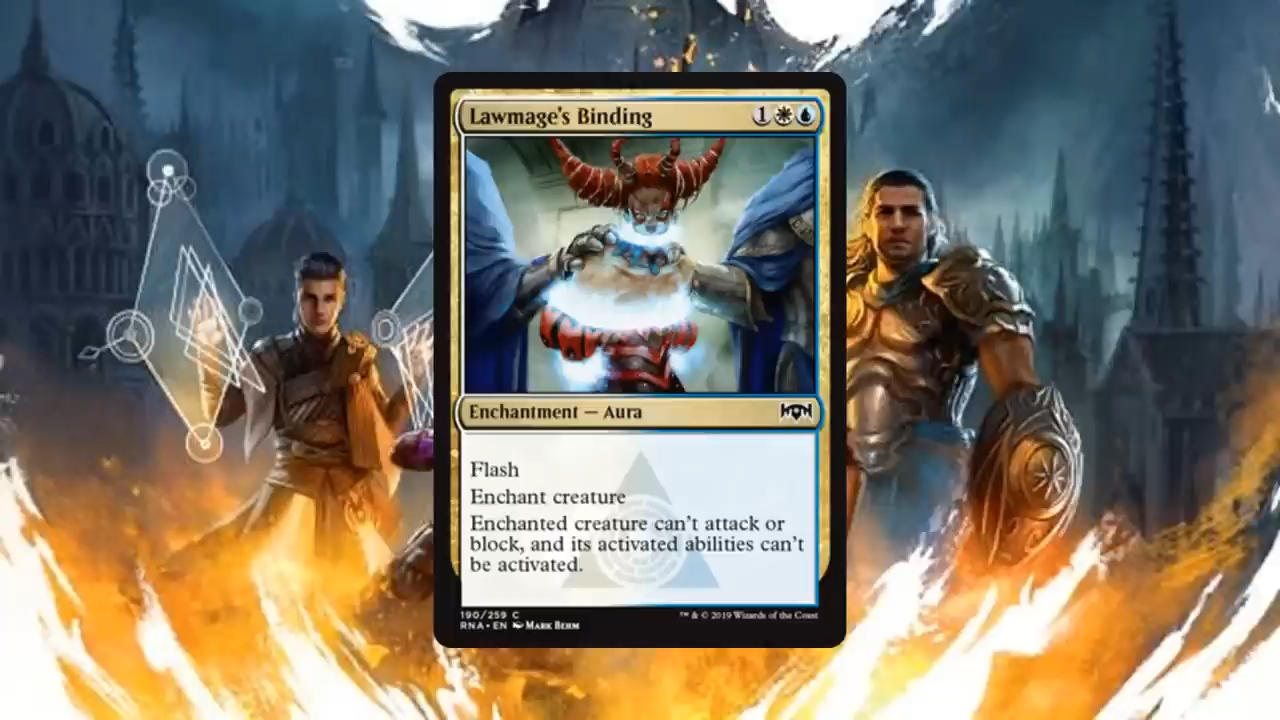 Lawmage's Binding 1
Enchantment — Aura
Flash
Enchant creature
Enchanted creature can't attack or
block, and its activated abilities can't
be activated.
190/259 C
RNA • EN Mark Behm
™ & © 2019 Wizards of the Coast